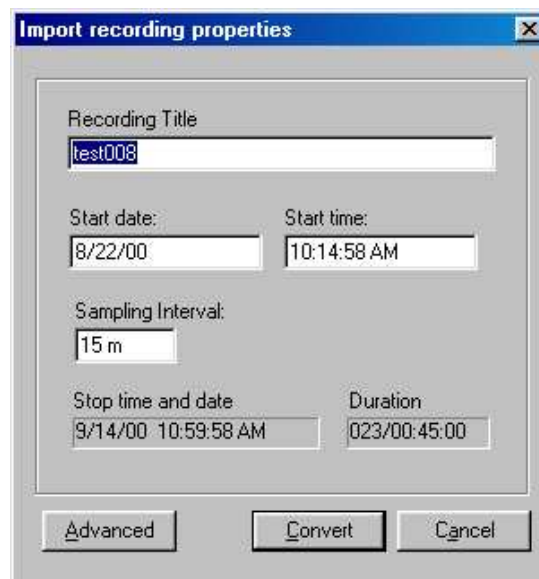 Import recording properties
Recording Title
test008
Start date: Start time:
8/22/00 10:14:58 AM
Sampling Interval:
15 m
Stop time and date Duration
9/14/00 10:59:58 AM 023/00:45:00
Advanced Convert Cancel